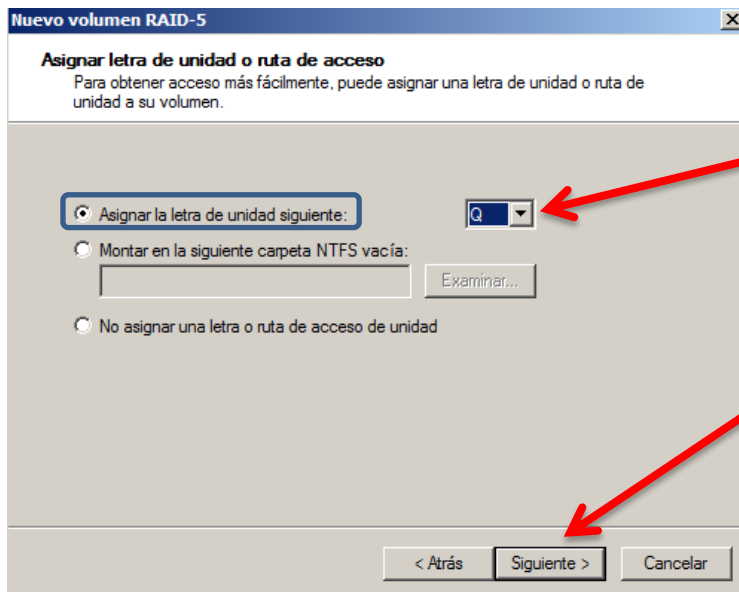 Nuevo volumen RAID-5
Asignar letra de unidad o ruta de acceso
Para obtener acceso más fácilmente, puede asignar una letra de unidad o ruta de
unidad a su volumen.
Asignar la letra de unidad siguiente:
Q
Montar en la siguiente carpeta NTFS vacía:
Examinar...
No asignar una letra o ruta de acceso de unidad
< Atrás
Siguiente >
Cancelar